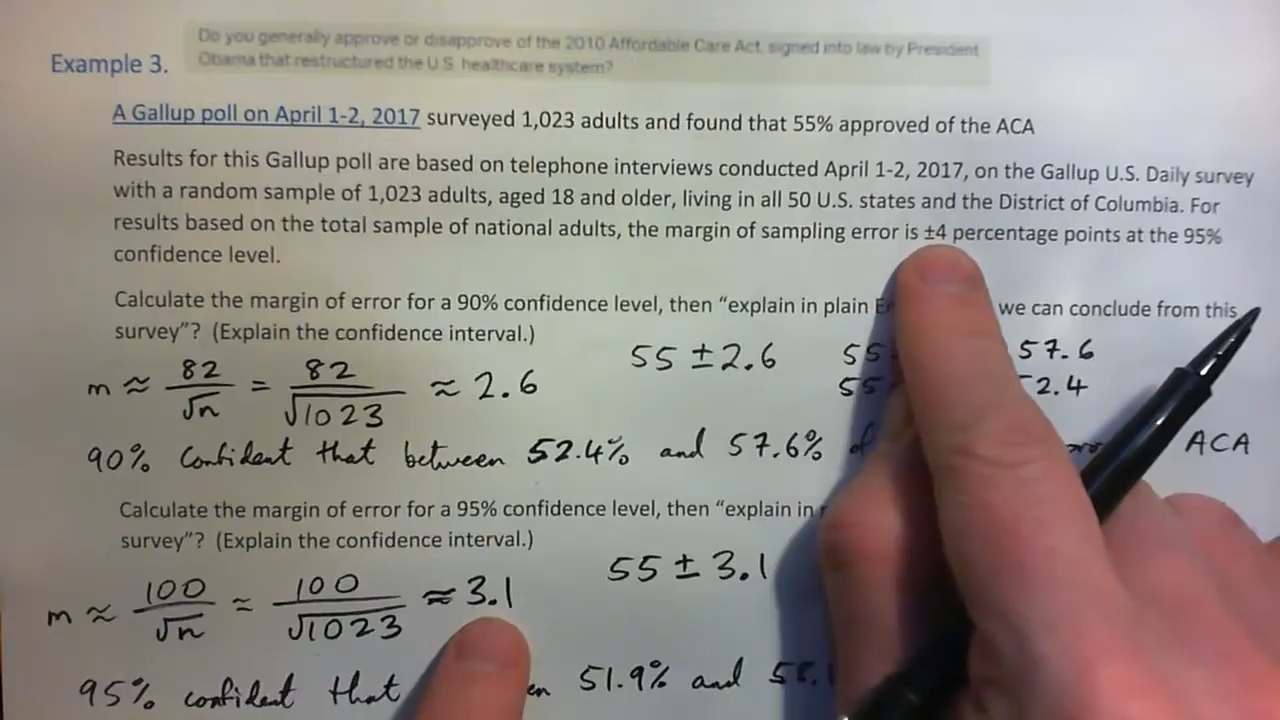 Do you generally approve or disapprove of the 2010 Affordable Care Act, signed into law by President
Obama that restructured the U.S. healthcare system?
Example 3.
A Gallup poll on April 1-2, 2017 surveyed 1,023 adults and found that 55% approved of the ACA
Results for this Gallup poll are based on telephone interviews conducted April 1-2, 2017, on the Gallup U.S. Daily survey
with a random sample of 1,023 adults, aged 18 and older, living in all 50 U.S. states and the District of Columbia. For
results based on the total sample of national adults, the margin of sampling error is ±4 percentage points at the 95%
confidence level.
Calculate the margin of error for a 90% confidence level, then "explain in plain we can conclude from this
survey"? (Explain the confidence interval.)
m ≈ 82/√n = 82/√1023 ≈ 2.6
55 ± 2.6
55 57.6
55 2.4
90% confident that between 52.4% and 57.6% ACA
Calculate the margin of error for a 95% confidence level, then "explain in
survey"? (Explain the confidence interval.)
m ≈ 100/√n ≈ 100/√1023 ≈ 3.1
55 ± 3.1
95% confident that 51.9% and